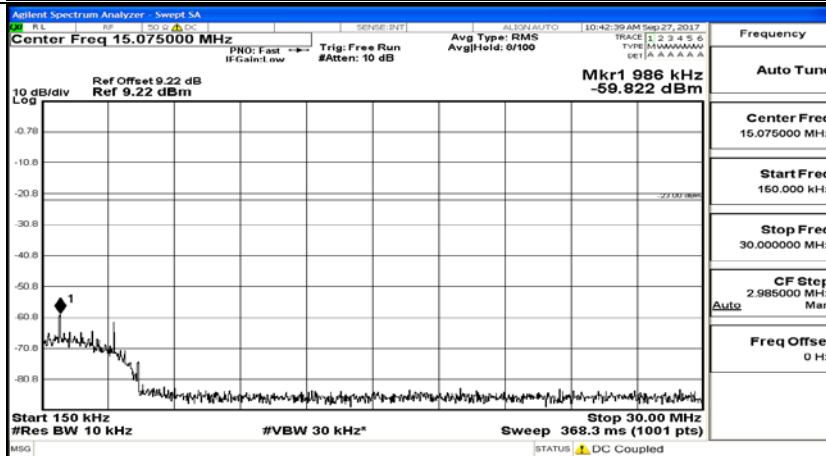 Agilent Spectrum Analyzer - Swept SA
RL RF 50 Ω DC SENSE:INT ALIGN AUTO 10:42:39 AM Sep 27, 2017
Center Freq 15.075000 MHz
PNO: Fast
IFGain:Low
Trig: Free Run
#Atten: 10 dB
Avg Type: RMS
Avg|Hold: 8/100
TRACE 1 2 3 4 5 6
TYPE M
DET A A A A A A
Mkr1 986 kHz
-59.822 dBm
Ref Offset 9.22 dB
10 dB/div Ref 9.22 dBm
Log
-0.78
-10.8
-20.8
-23.00 dBm
-30.8
-40.8
-50.8
1
-60.8
-70.8
-80.8
Start 150 kHz Stop 30.00 MHz
#Res BW 10 kHz #VBW 30 kHz* Sweep 368.3 ms (1001 pts)
MSG STATUS DC Coupled
Frequency
Auto Tune
Center Freq
15.075000 MHz
Start Freq
150.000 kHz
Stop Freq
30.000000 MHz
CF Step
2.985000 MHz
Auto Man
Freq Offset
0 Hz